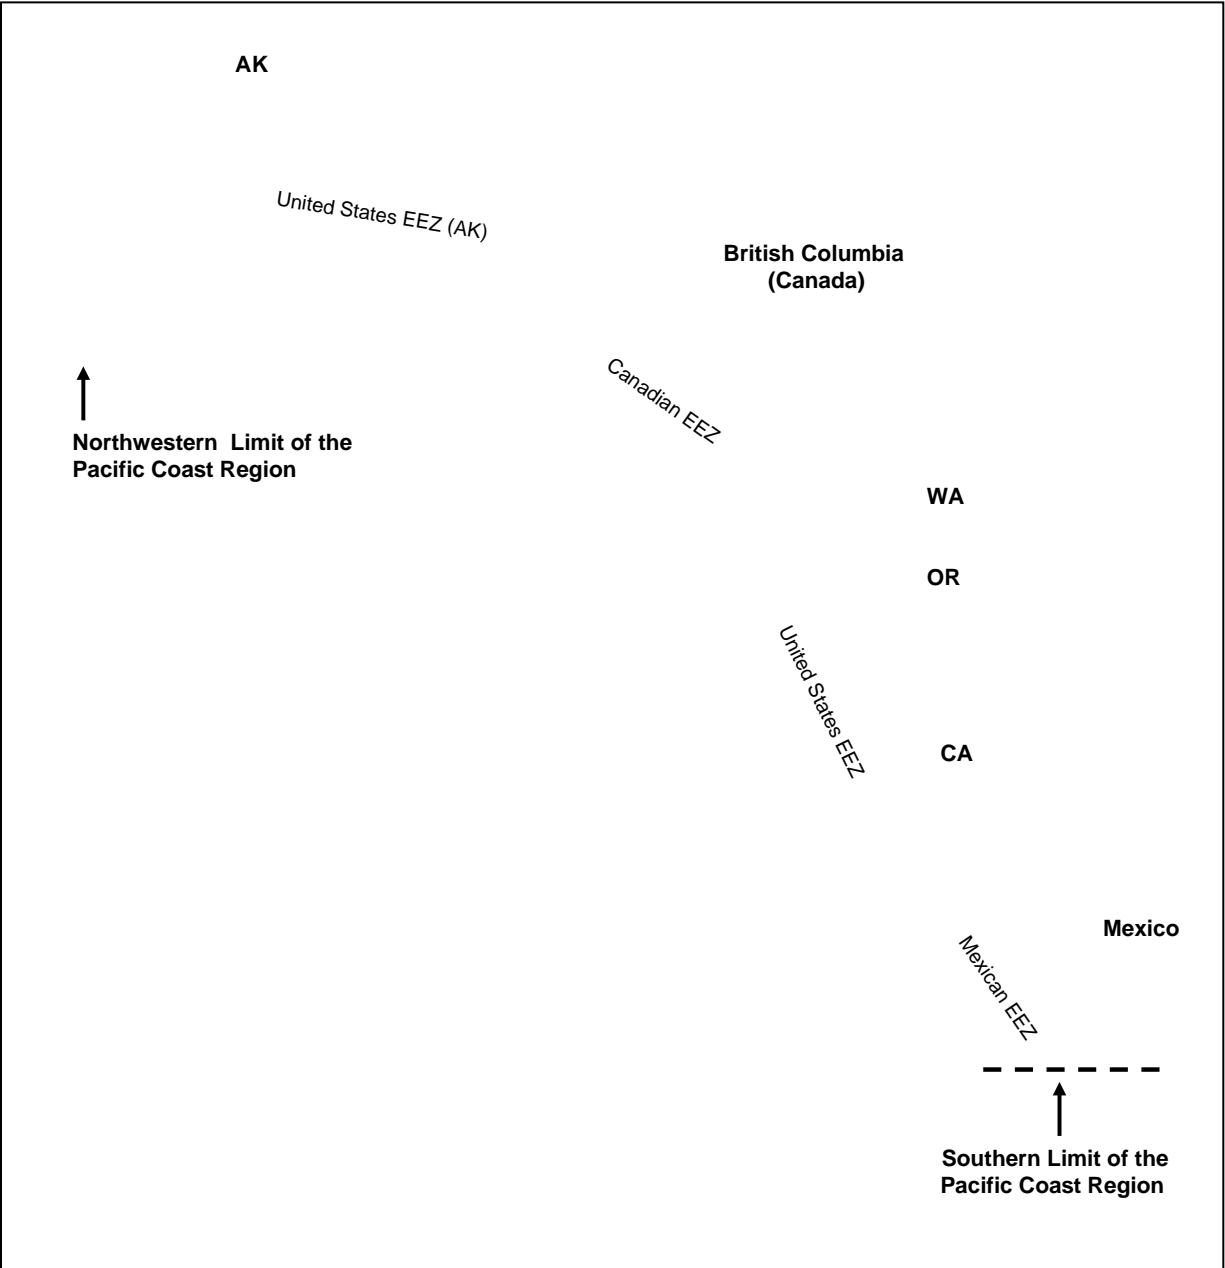 AK
United States EEZ (AK)
British Columbia
(Canada)
Canadian EEZ
Northwestern Limit of the
Pacific Coast Region
WA
OR
United States EEZ
CA
Mexico
Mexican EEZ
Southern Limit of the
Pacific Coast Region